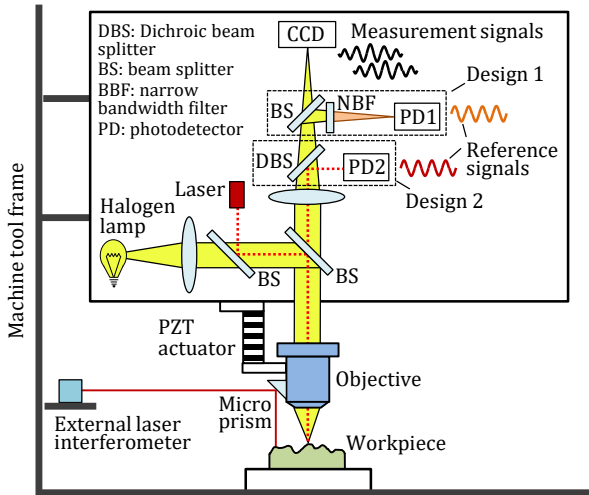 DBS: Dichroic beam
splitter
BS: beam splitter
BBF: narrow
bandwidth filter
PD: photodetector
CCD
Measurement signals
Design 1
BS
NBF
PD1
Reference
signals
DBS
PD2
Design 2
Laser
Halogen
lamp
BS
BS
Machine tool frame
PZT
actuator
Objective
Micro
prism
External laser
interferometer
Workpiece